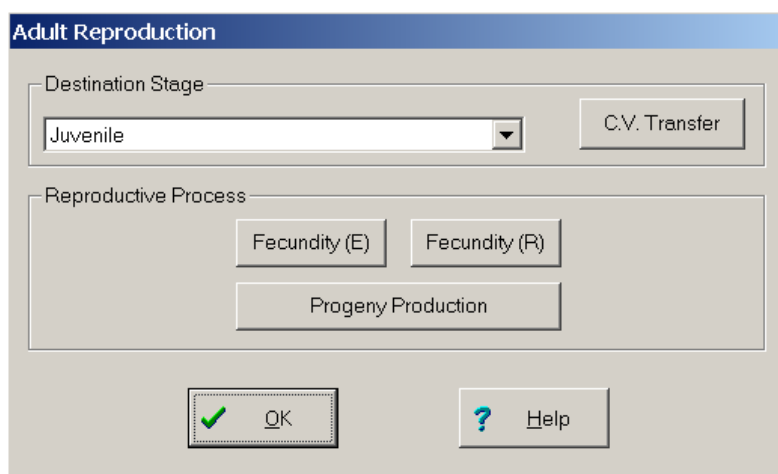 Adult Reproduction
Destination Stage
Juvenile
C.V. Transfer
Reproductive Process
Fecundity (E)
Fecundity (R)
Progeny Production
OK
? Help